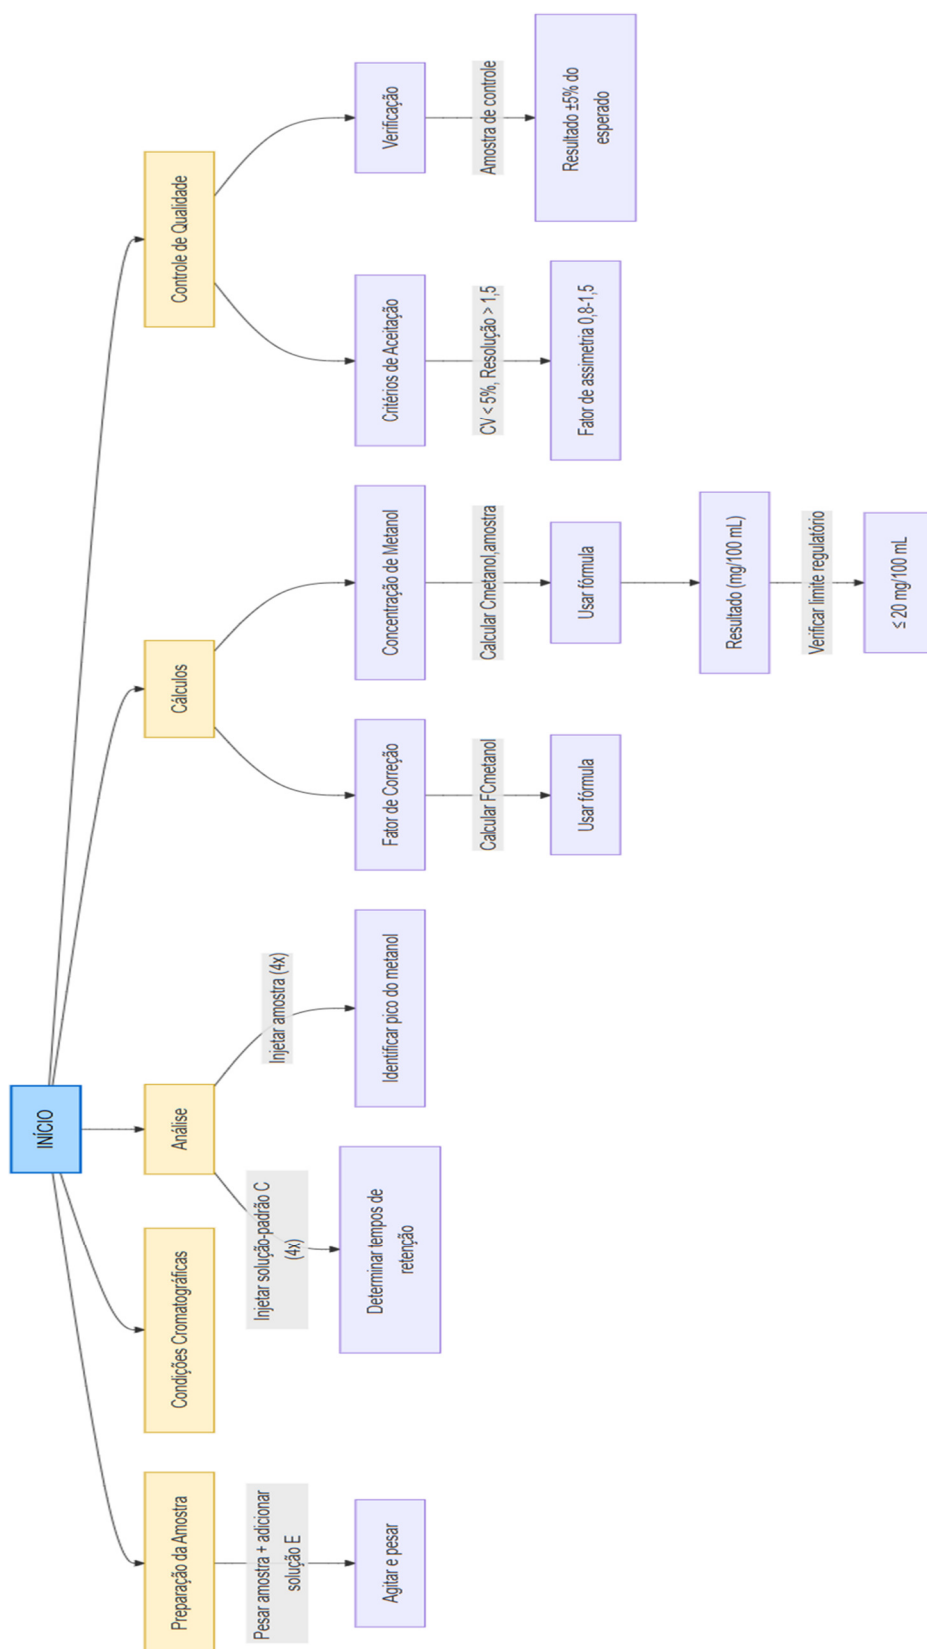 INÍCIO
Preparação da Amostra
Condições Cromatográficas
Análise
Cálculos
Controle de Qualidade
Pesar amostra + adicionar
solução E
Injetar solução-padrão C
(4x)
Injetar amostra (4x)
Agitar e pesar
Determinar tempos de
retenção
Identificar pico do metanol
Fator de Correção
Concentração de Metanol
Critérios de Aceitação
Verificação
Calcular FCmetanol
Calcular Cmetanol,amostra
CV < 5%, Resolução > 1,5
Amostra de controle
Usar fórmula
Usar fórmula
Fator de assimetria 0,8-1,5
Resultado ±5% do
esperado
Resultado (mg/100 mL)
Verificar limite regulatório
≤ 20 mg/100 mL